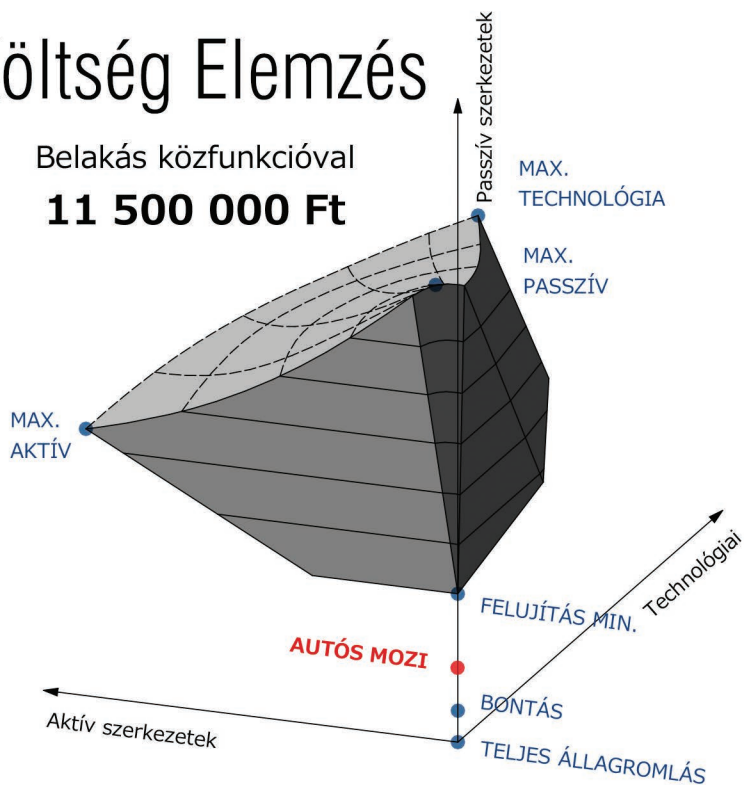 öltség Elemzés
Belakás közfunkcióval
11 500 000 Ft
Passzív szerkezetek
MAX.
TECHNOLÓGIA
MAX.
PASSZÍV
MAX.
AKTÍV
FELUJÍTÁS MIN.
Technológiai
AUTÓS MOZI
BONTÁS
Aktív szerkezetek
TELJES ÁLLAGROMLÁS